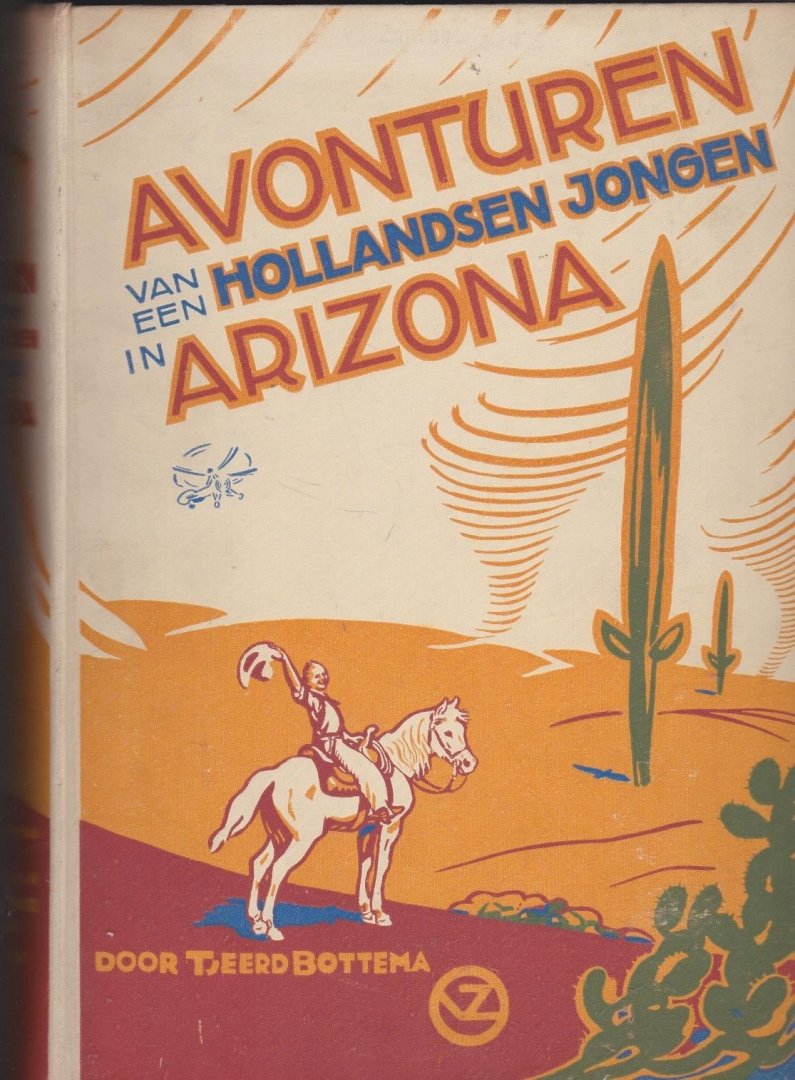 AVONTUREN
VAN
EEN HOLLANDSEN JONGEN
IN ARIZONA
DOOR TJEERD BOTTEMA